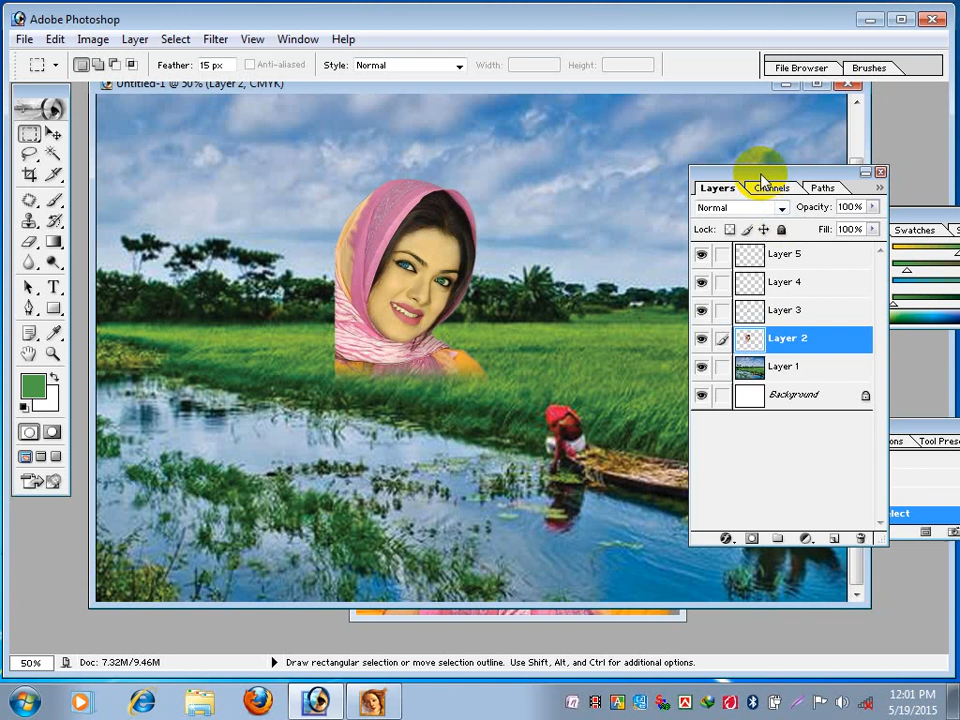 Adobe Photoshop
File Edit Image Layer Select Filter View Window Help
Feather: 15 px Anti-aliased Style: Normal Width: Height: File Browser Brushes
Untitled-1 @ 50% (Layer 2, CMYK)
Layers Channels Paths
Normal Opacity: 100%
Lock: Fill: 100%
Swatches
Layer 5
Layer 4
Layer 3
Layer 2
Layer 1
Background
ons Tool Prese
elect
50% Doc: 7.32M/9.46M Draw rectangular selection or move selection outline. Use Shift, Alt, and Ctrl for additional options.
12:01 PM
5/19/2015